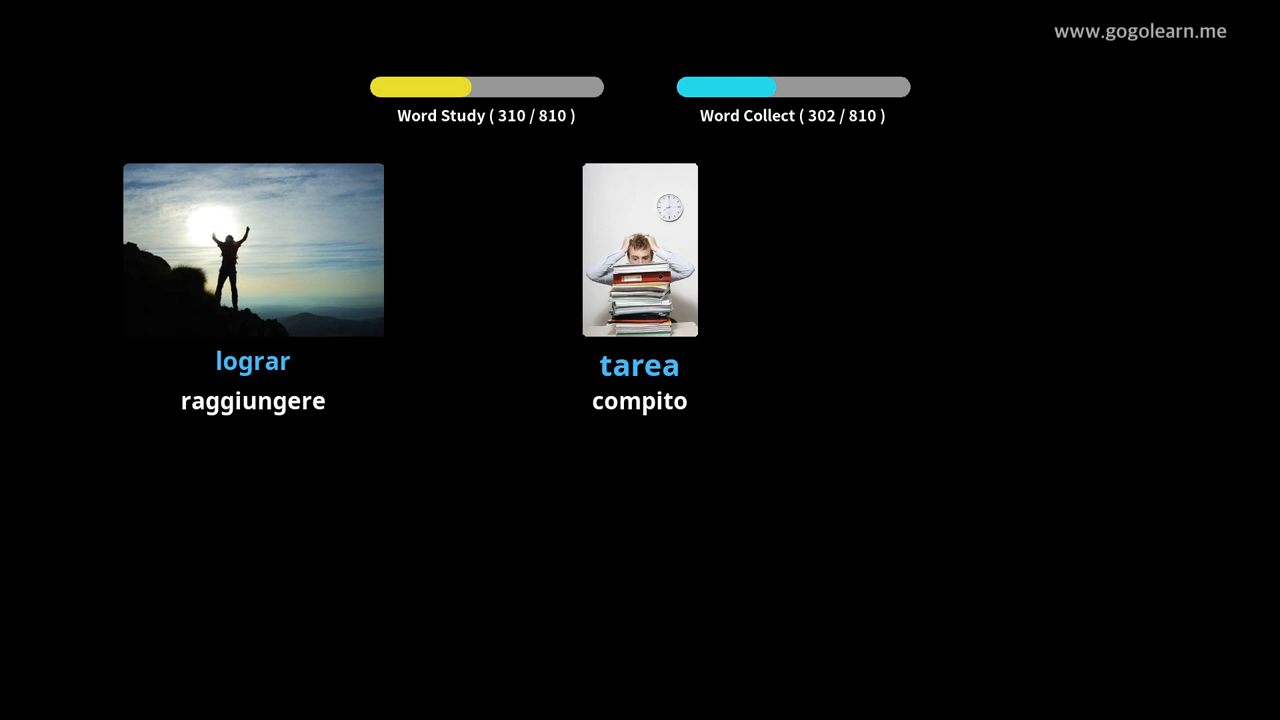 www.gogolearn.me
Word Study ( 310 / 810 )
Word Collect ( 302 / 810 )
lograr
raggiungere
tarea
compito